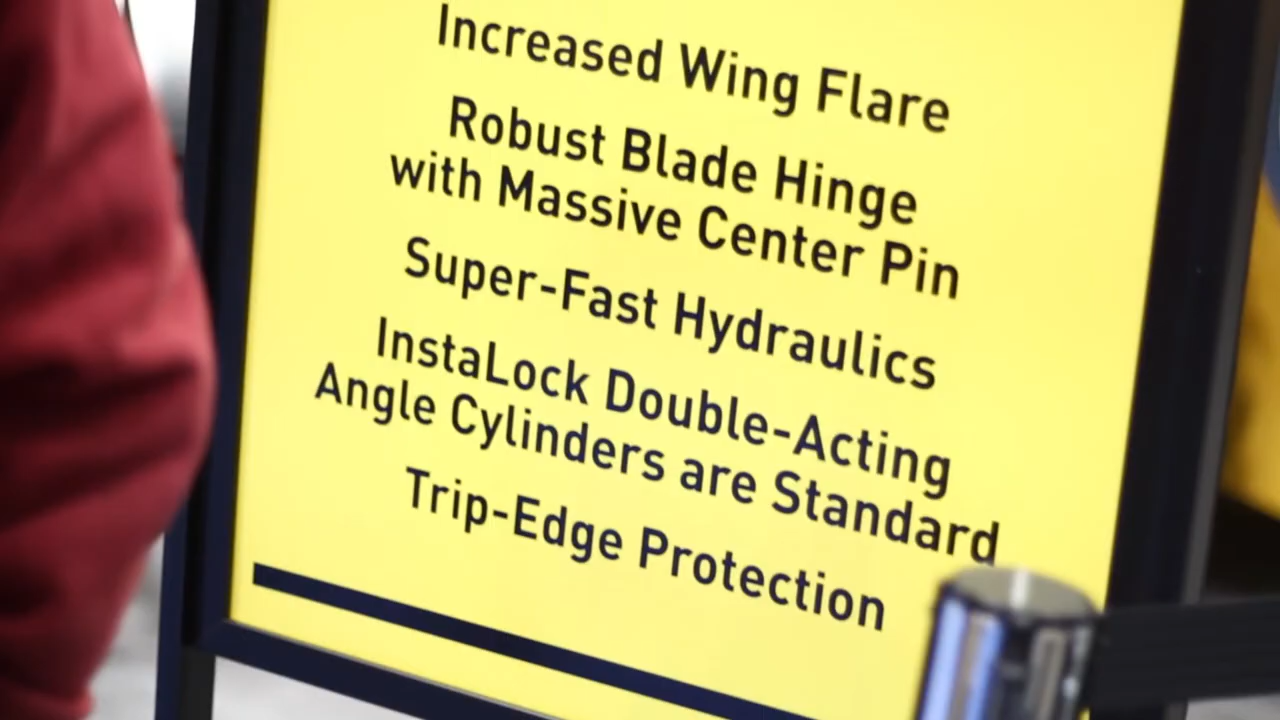 Increased Wing Flare
Robust Blade Hinge
with Massive Center Pin
Super-Fast Hydraulics
InstaLock Double-Acting
Angle Cylinders are Standard
Trip-Edge Protection